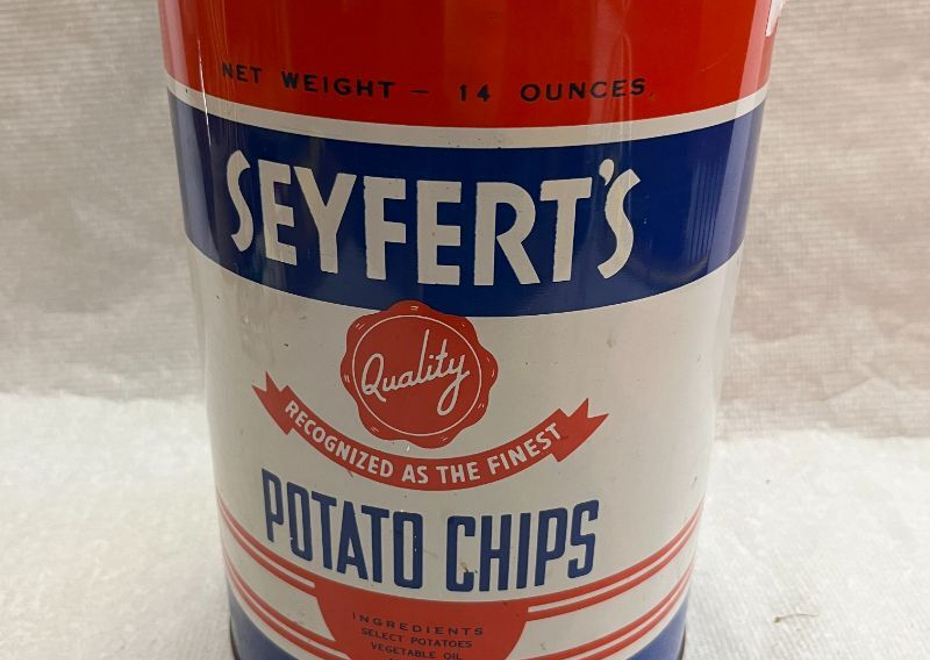 NET WEIGHT – 14 OUNCES
SEYFERT'S
Quality
RECOGNIZED AS THE FINEST
POTATO CHIPS
INGREDIENTS
SELECT POTATOES
VEGETABLE OIL